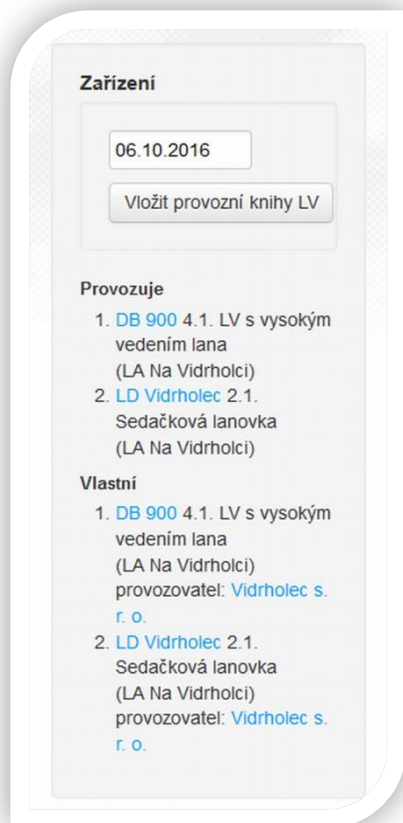 Zařízení
06.10.2016
Vložit provozní knihy LV
Provozuje
1. DB 900 4.1. LV s vysokým
vedením lana
(LA Na Vidrholci)
2. LD Vidrholec 2.1.
Sedačková lanovka
(LA Na Vidrholci)
Vlastní
1. DB 900 4.1. LV s vysokým
vedením lana
(LA Na Vidrholci)
provozovatel: Vidrholec s.
r. o.
2. LD Vidrholec 2.1.
Sedačková lanovka
(LA Na Vidrholci)
provozovatel: Vidrholec s.
r. o.